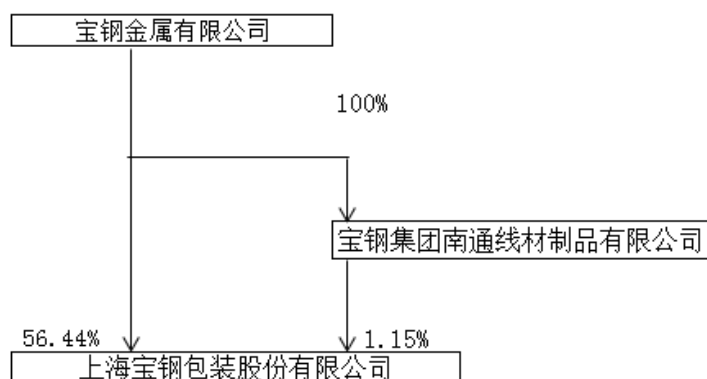 宝钢金属有限公司
100%
宝钢集团南通线材制品有限公司
56.44%
1.15%
上海宝钢包装股份有限公司